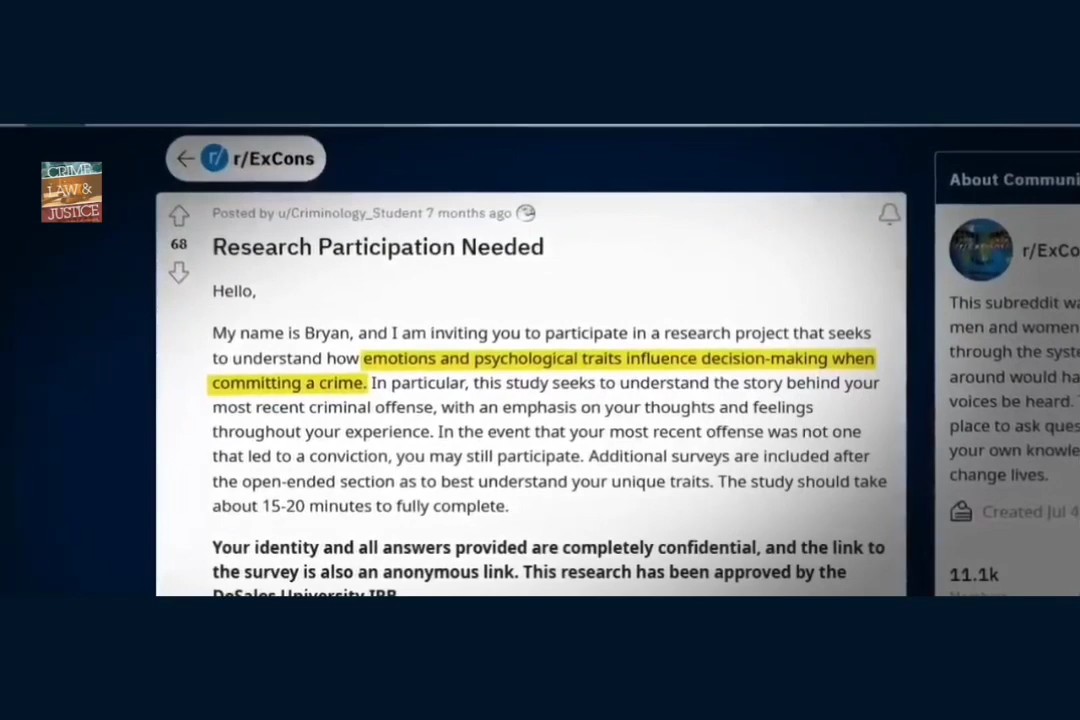 CRIME
LAW &
JUSTICE
r/ExCons
Posted by u/Criminology_Student 7 months ago
68
Research Participation Needed
Hello,
My name is Bryan, and I am inviting you to participate in a research project that seeks
to understand how emotions and psychological traits influence decision-making when
committing a crime. In particular, this study seeks to understand the story behind your
most recent criminal offense, with an emphasis on your thoughts and feelings
throughout your experience. In the event that your most recent offense was not one
that led to a conviction, you may still participate. Additional surveys are included after
the open-ended section as to best understand your unique traits. The study should take
about 15-20 minutes to fully complete.
Your identity and all answers provided are completely confidential, and the link to
the survey is also an anonymous link. This research has been approved by the
DeSales University IRB
About Communi
r/ExCo
This subreddit wa
men and women
through the syste
around would ha
voices be heard.
place to ask ques
your own knowle
change lives.
Created Jul 4
11.1k